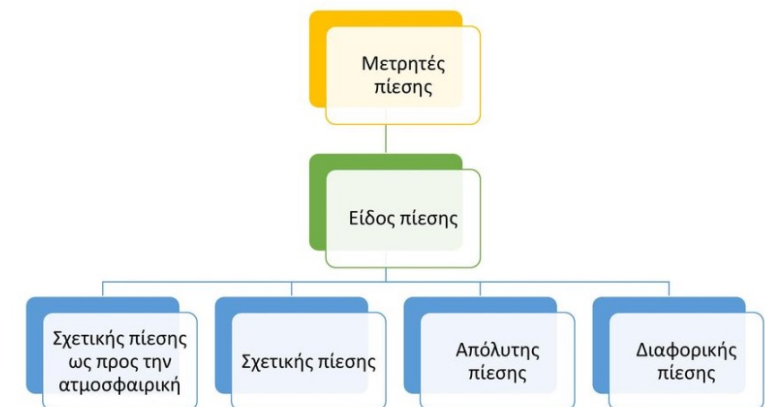 Μετρητές
πίεσης
Είδος πίεσης
Σχετικής πίεσης
ως προς την
ατμοσφαιρική
Σχετικής πίεσης
Απόλυτης
πίεσης
Διαφορικής
πίεσης